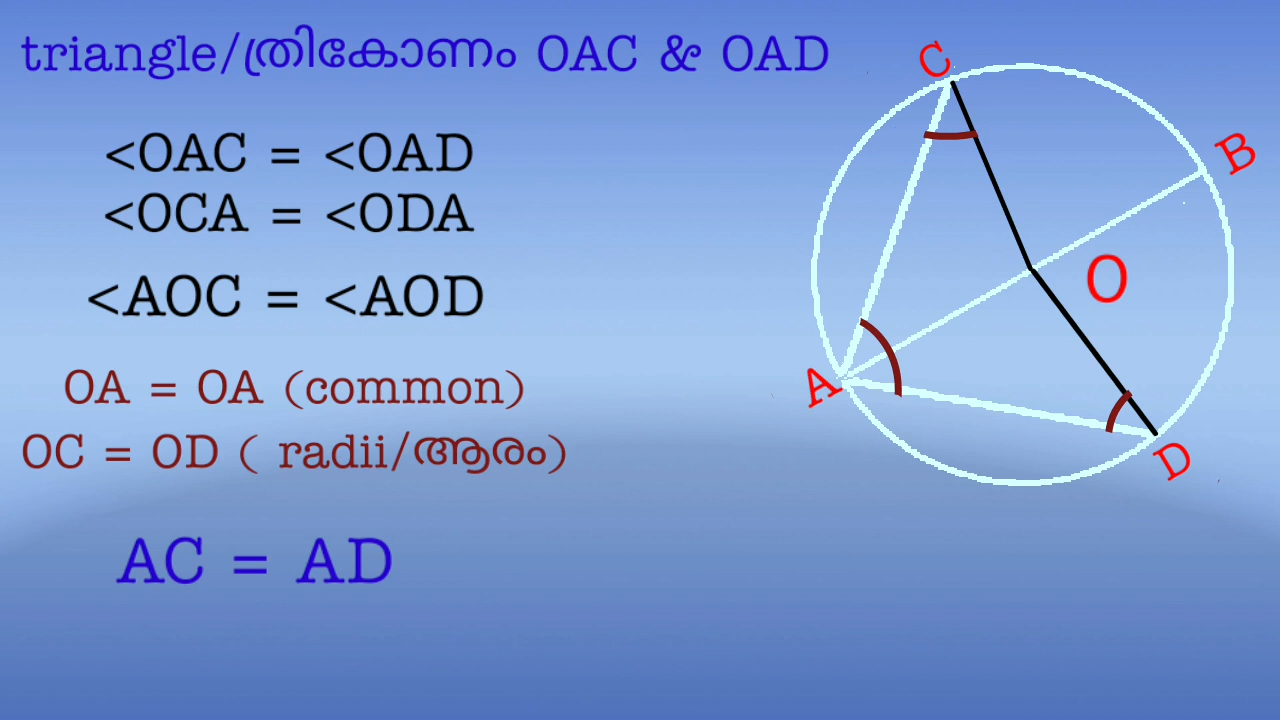 triangle/ത്രികോണം OAC & OAD
<OAC = <OAD
<OCA = <ODA
<AOC = <AOD
OA = OA (common)
OC = OD ( radii/ആരം)
AC = AD
C
B
O
A
D